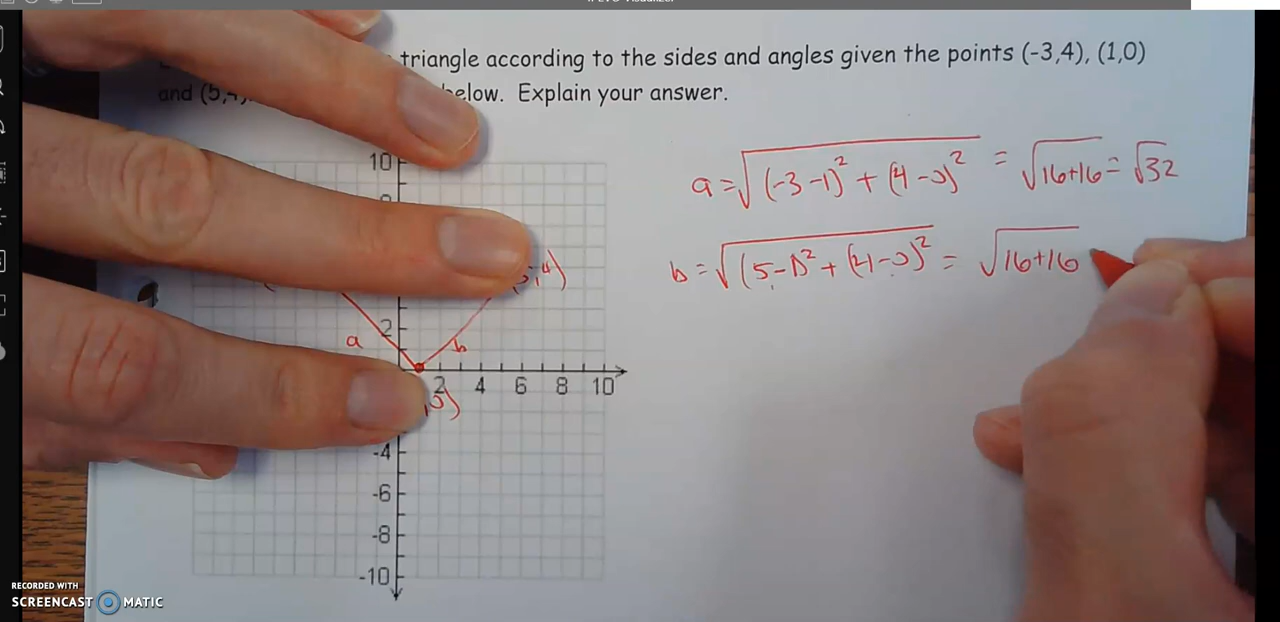 triangle according to the sides and angles given the points (-3,4), (1,0)
and (5,4) below. Explain your answer.
a = √(-3-1)² + (4-0)² = √16+16 = √32
b = √(5-1)² + (4-0)² = √16+16
10
2
2 4 6 8 10
-4
-6
-8
-10
a
b
,4)
,0)
RECORDED WITH
SCREENCAST MATIC